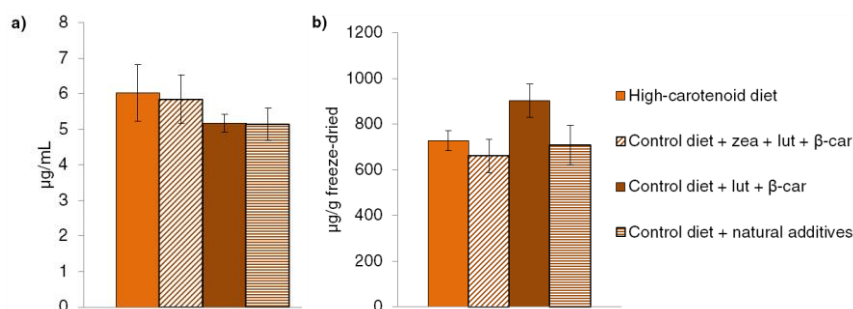 a)
µg/mL
8
7
6
5
4
3
2
1
0
b)
µg/g freeze-dried
1200
1000
800
600
400
200
0
High-carotenoid diet
Control diet + zea + lut + β-car
Control diet + lut + β-car
Control diet + natural additives